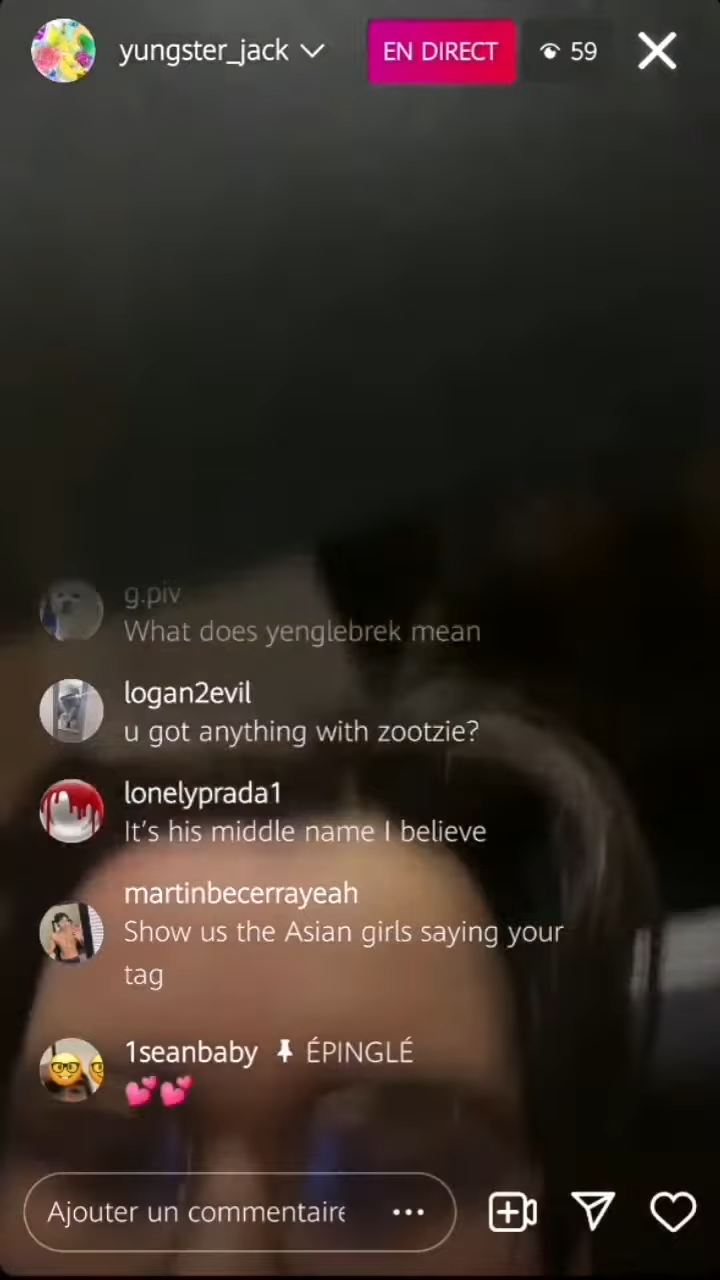 yungster_jack
EN DIRECT
59
g.piv
What does yenglebrek mean
logan2evil
u got anything with zootzie?
lonelyprada1
It's his middle name I believe
martinbecerrayeah
Show us the Asian girls saying your
tag
1seanbaby ÉPINGLÉ
💕💕
Ajouter un commentaire